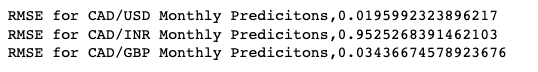 RMSE for CAD/USD Monthly Predicitons,0.0195992323896217
RMSE for CAD/INR Monthly Predicitons,0.9525268391462103
RMSE for CAD/GBP Monthly Predicitons,0.03436674578923676